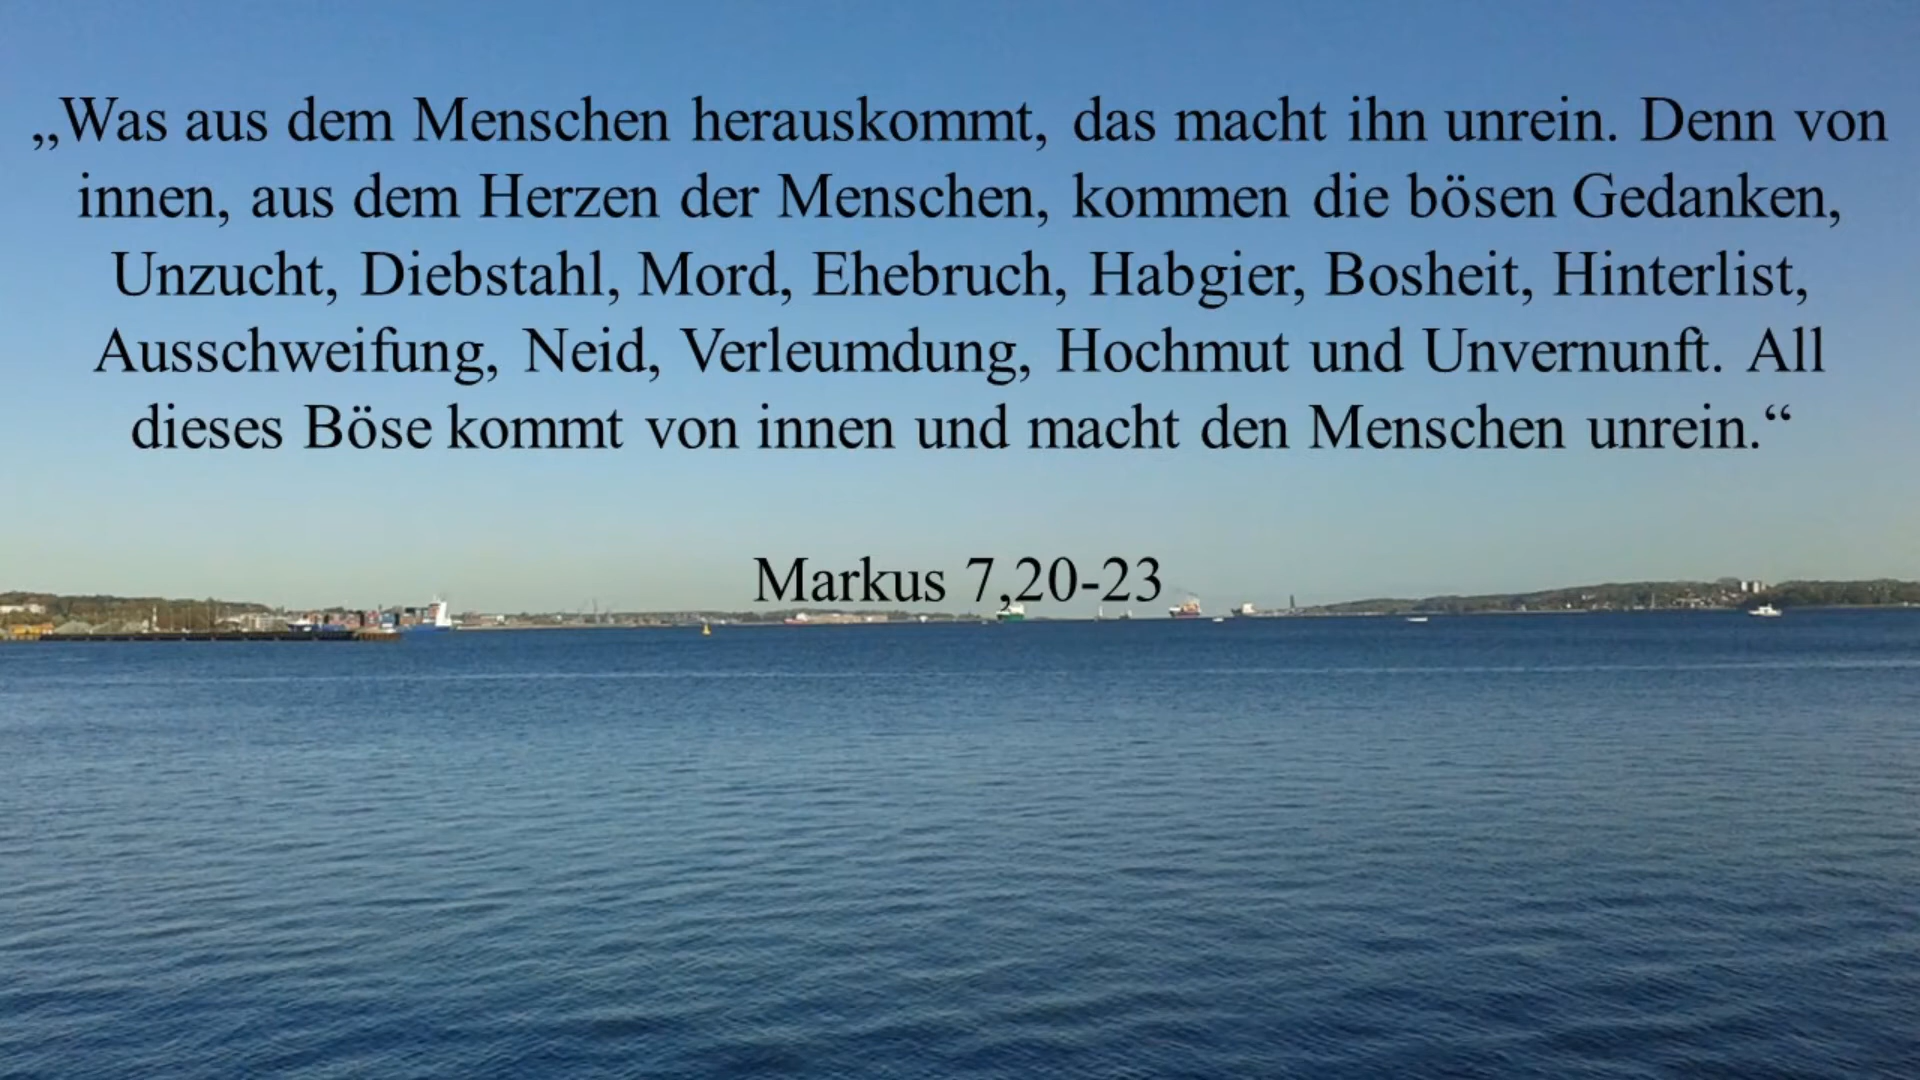 „Was aus dem Menschen herauskommt, das macht ihn unrein. Denn von
innen, aus dem Herzen der Menschen, kommen die bösen Gedanken,
Unzucht, Diebstahl, Mord, Ehebruch, Habgier, Bosheit, Hinterlist,
Ausschweifung, Neid, Verleumdung, Hochmut und Unvernunft. All
dieses Böse kommt von innen und macht den Menschen unrein.“
Markus 7,20-23